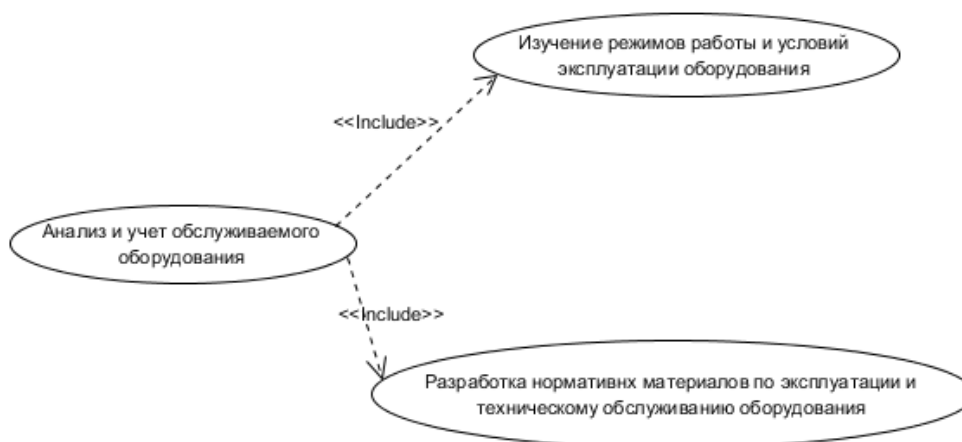 Изучение режимов работы и условий
эксплуатации оборудования
<<Include>>
Анализ и учет обслуживаемого
оборудования
<<Include>>
Разработка нормативнх материалов по эксплуатации и
техническому обслуживанию оборудования